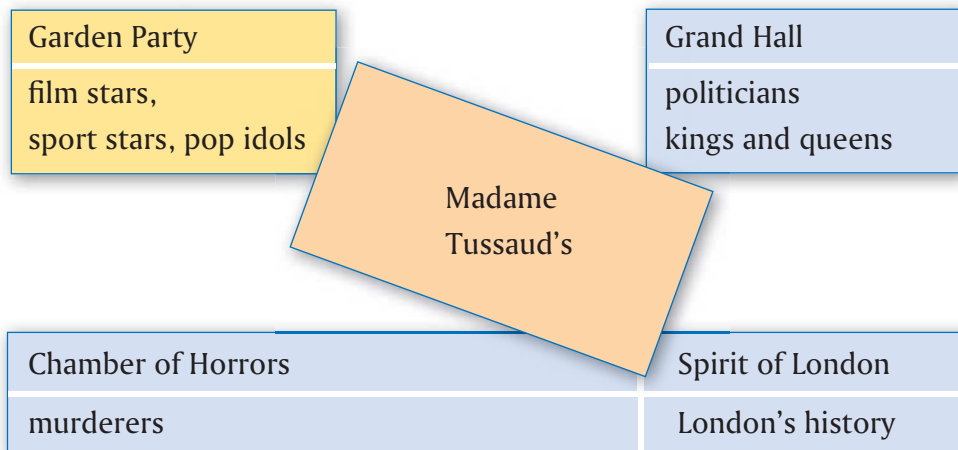 Garden Party
film stars,
sport stars, pop idols
Grand Hall
politicians
kings and queens
Madame
Tussaud’s
Chamber of Horrors
murderers
Spirit of London
London’s history